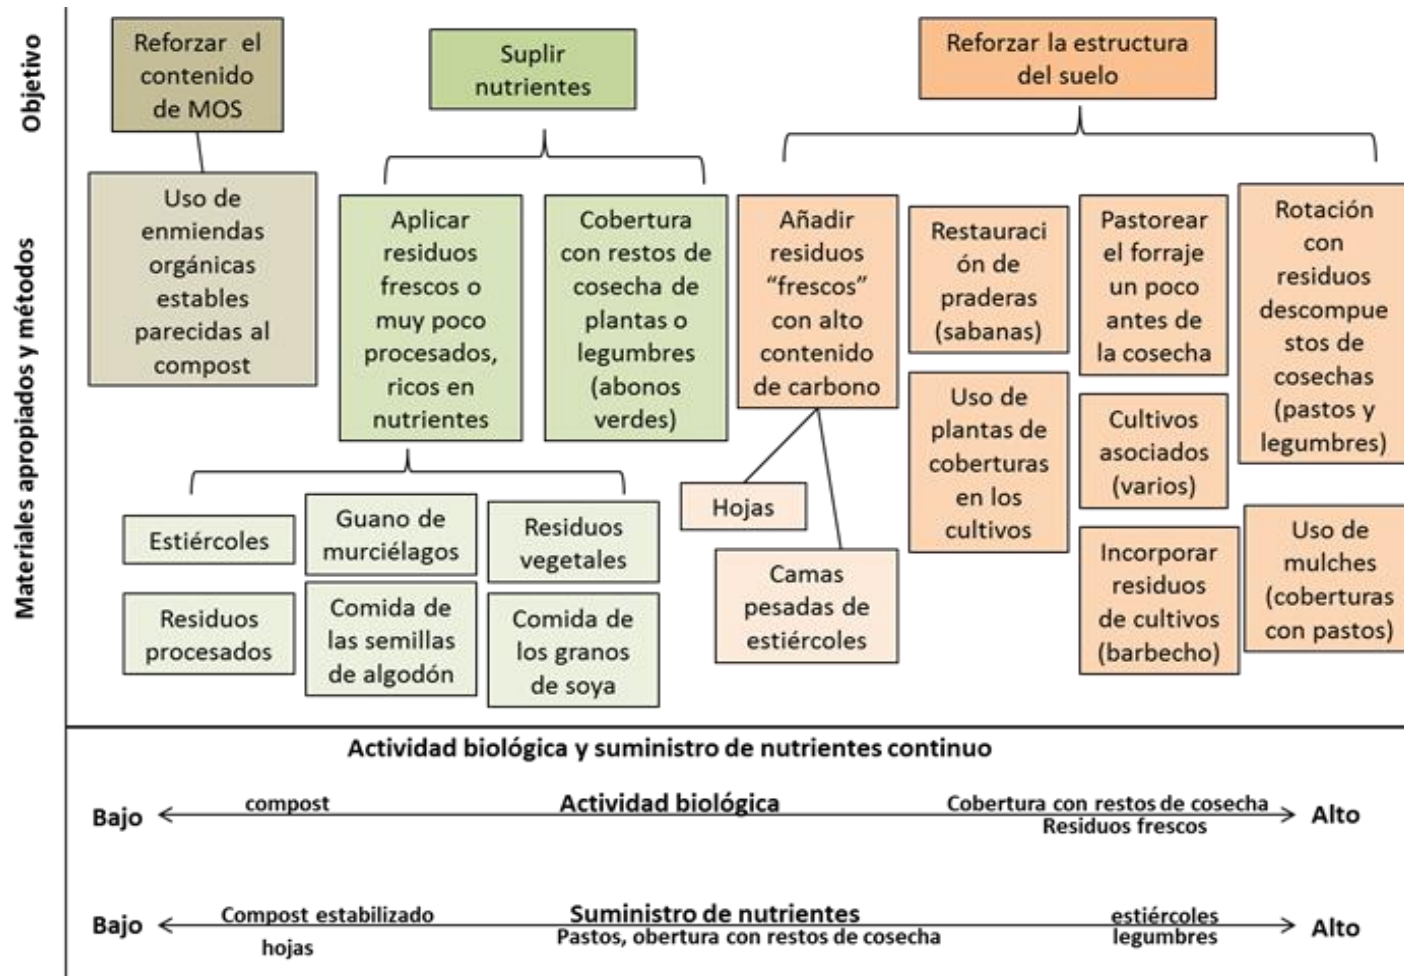 Objetivo
Reforzar el
contenido
de MOS
Suplir
nutrientes
Reforzar la estructura
del suelo
Materiales apropiados y métodos
Uso de
enmiendas
orgánicas
estables
parecidas al
compost
Aplicar
residuos
frescos o
muy poco
procesados,
ricos en
nutrientes
Cobertura
con restos de
cosecha de
plantas o
legumbres
(abonos
verdes)
Añadir
residuos
“frescos”
con alto
contenido
de carbono
Restauraci
ón de
praderas
(sabanas)
Pastorear
el forraje
un poco
antes de
la cosecha
Rotación
con
residuos
descompue
stos de
cosechas
(pastos y
legumbres)
Uso de
plantas de
coberturas
en los
cultivos
Cultivos
asociados
(varios)
Estiércoles
Guano de
murciélagos
Residuos
vegetales
Hojas
Residuos
procesados
Comida de
las semillas
de algodón
Comida de
los granos
de soya
Camas
pesadas de
estiércoles
Incorporar
residuos
de cultivos
(barbecho)
Uso de
mulches
(coberturas
con pastos)
Actividad biológica y suministro de nutrientes continuo
Bajo
compost
Actividad biológica
Cobertura con restos de cosecha
Residuos frescos
Alto
Bajo
Compost estabilizado
hojas
Suministro de nutrientes
Pastos, obertura con restos de cosecha
estiércoles
legumbres
Alto